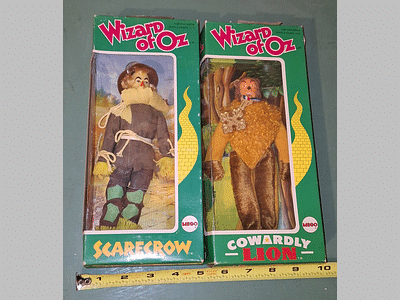 Wizard
of Oz
MEGO
SCARECROW
Wizard
of Oz
MEGO
COWARDLY
LION
1 2 3 4 5 6 7 8 9 10